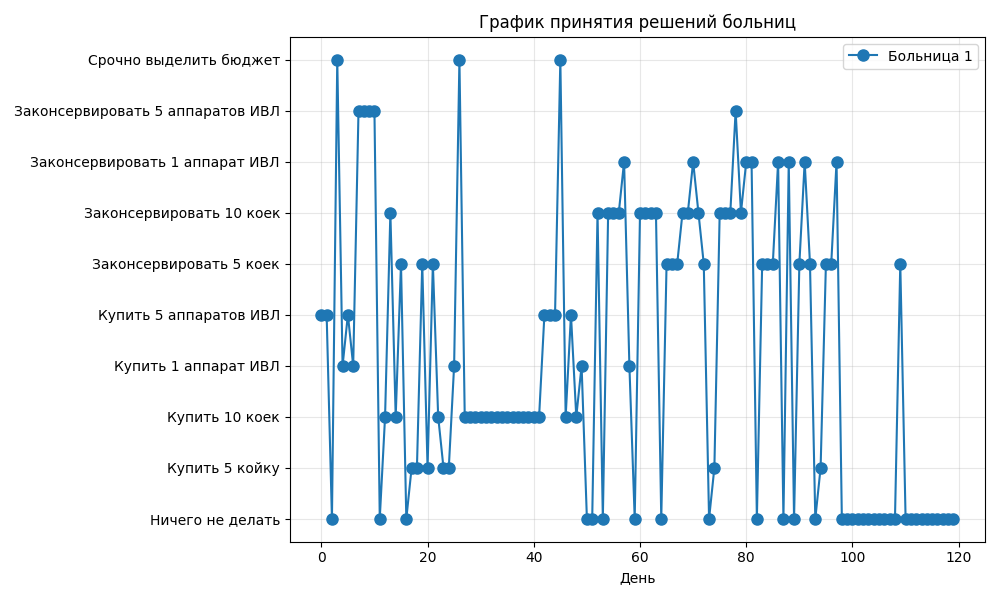 График принятия решений больниц
Больница 1
Срочно выделить бюджет
Законсервировать 5 аппаратов ИВЛ
Законсервировать 1 аппарат ИВЛ
Законсервировать 10 коек
Законсервировать 5 коек
Купить 5 аппаратов ИВЛ
Купить 1 аппарат ИВЛ
Купить 10 коек
Купить 5 койку
Ничего не делать
0 20 40 60 80 100 120
День